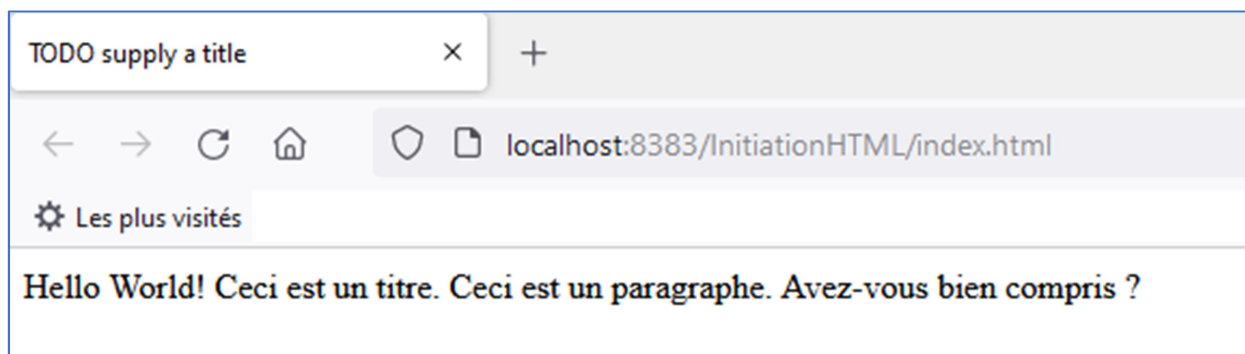 TODO supply a title
localhost:8383/InitiationHTML/index.html
Les plus visités
Hello World! Ceci est un titre. Ceci est un paragraphe. Avez-vous bien compris ?